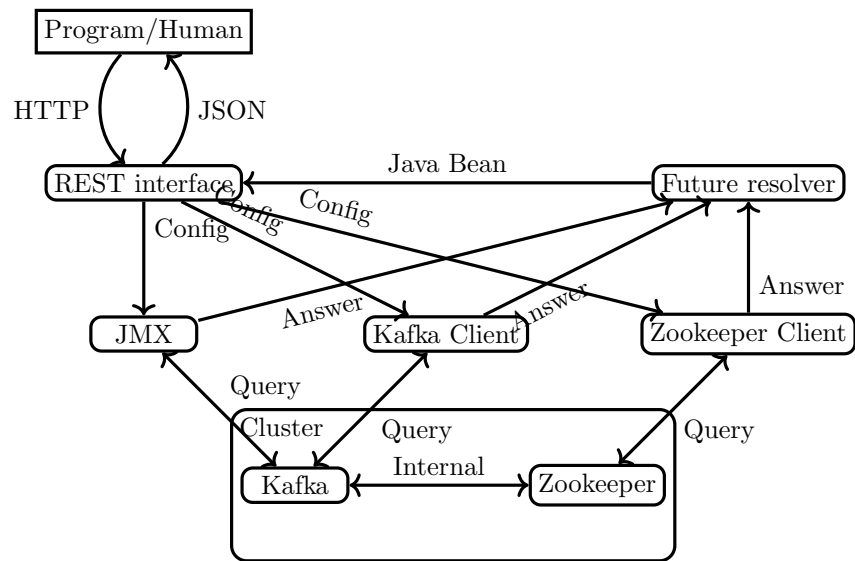 Program/Human
HTTP
JSON
Java Bean
REST interface
Future resolver
Config
Config
Config
Answer
Answer
Answer
JMX
Kafka Client
Zookeeper Client
Query
Cluster
Query
Query
Internal
Kafka
Zookeeper